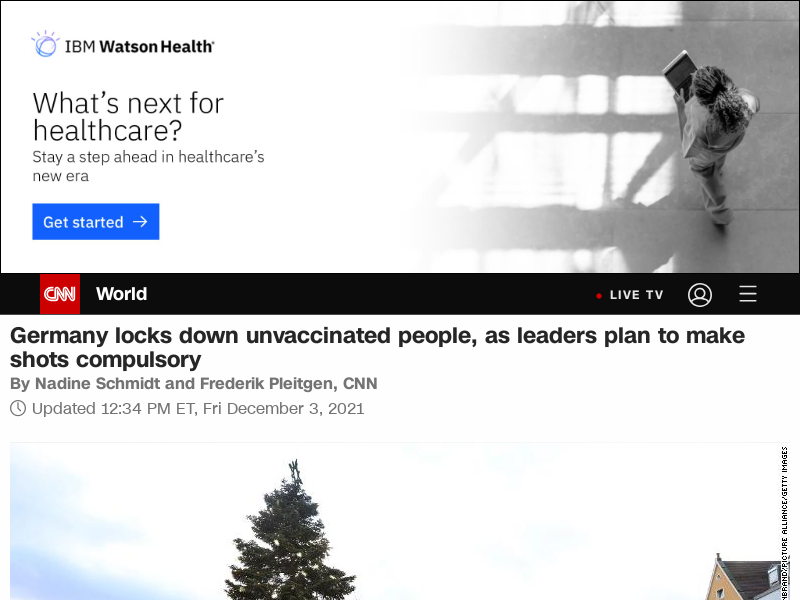 IBM Watson Health
What's next for
healthcare?
Stay a step ahead in healthcare's
new era
Get started →
CNN World
LIVE TV
Germany locks down unvaccinated people, as leaders plan to make
shots compulsory
By Nadine Schmidt and Frederik Pleitgen, CNN
Updated 12:34 PM ET, Fri December 3, 2021
/PICTURE ALLIANCE/GETTY IMAGES